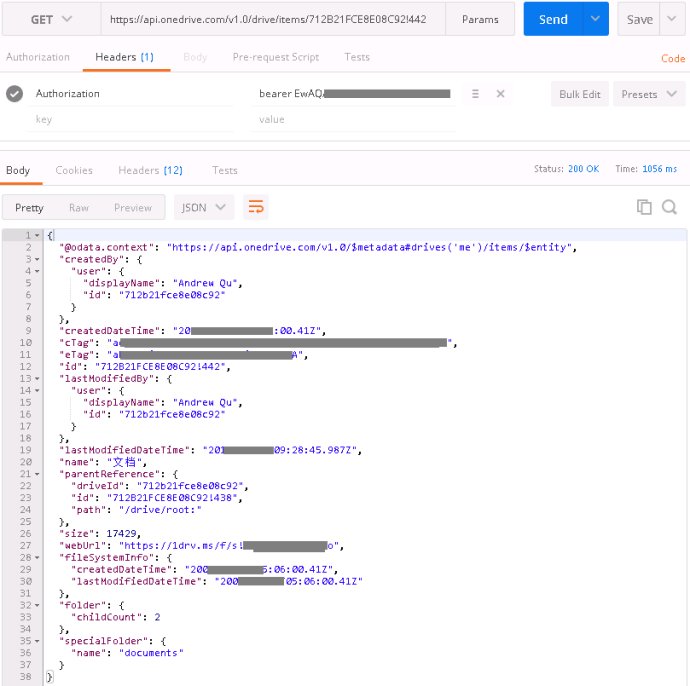 GET https://api.onedrive.com/v1.0/drive/items/712B21FCE8E08C92!442 Params Send Save
Authorization Headers (1) Body Pre-request Script Tests Code
Authorization bearer EwAQ Bulk Edit Presets
key value
Body Cookies Headers (12) Tests Status: 200 OK Time: 1056 ms
Pretty Raw Preview JSON
1 {
2 "@odata.context": "https://api.onedrive.com/v1.0/$metadata#drives('me')/items/$entity",
3 "createdBy": {
4 "user": {
5 "displayName": "Andrew Qu",
6 "id": "712b21fce8e08c92"
7 }
8 },
9 "createdDateTime": "20 :00.41Z",
10 "cTag": "a ",
11 "eTag": "a A",
12 "id": "712B21FCE8E08C92!442",
13 "lastModifiedBy": {
14 "user": {
15 "displayName": "Andrew Qu",
16 "id": "712b21fce8e08c92"
17 }
18 },
19 "lastModifiedDateTime": "201 09:28:45.987Z",
20 "name": "文档",
21 "parentReference": {
22 "driveId": "712b21fce8e08c92",
23 "id": "712B21FCE8E08C92!438",
24 "path": "/drive/root:"
25 },
26 "size": 17429,
27 "webUrl": "https://1drv.ms/f/s! o",
28 "fileSystemInfo": {
29 "createdDateTime": "200 5:06:00.41Z",
30 "lastModifiedDateTime": "200 05:06:00.41Z"
31 },
32 "folder": {
33 "childCount": 2
34 },
35 "specialFolder": {
36 "name": "documents"
37 }
38 }